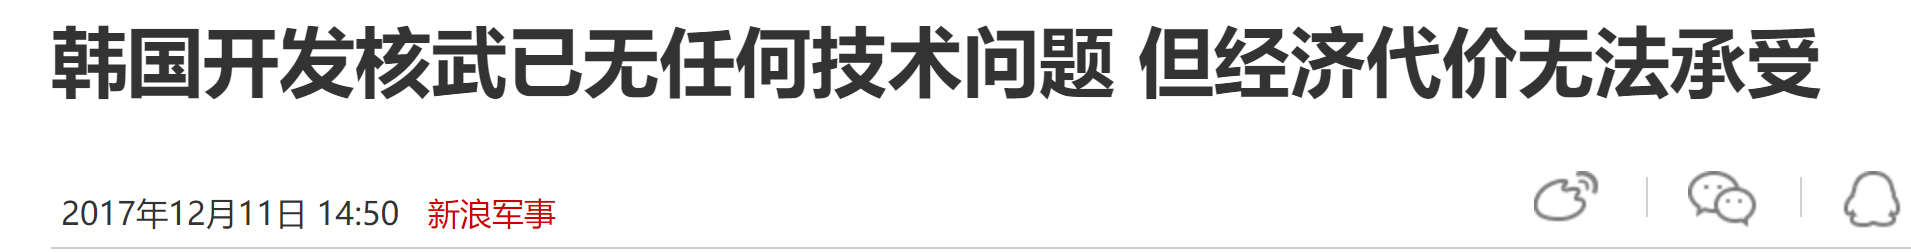 韩国开发核武已无任何技术问题 但经济代价无法承受
2017年12月11日 14:50 新浪军事